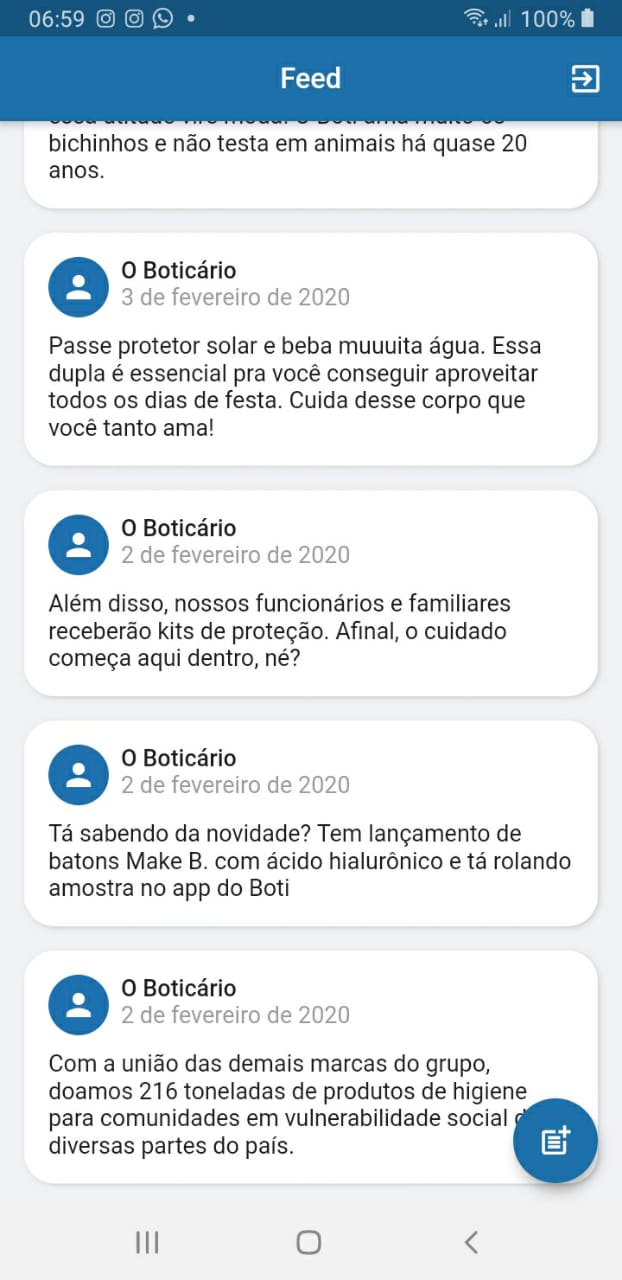 06:59
100%
Feed
bichinhos e não testa em animais há quase 20
anos.
O Boticário
3 de fevereiro de 2020
Passe protetor solar e beba muuuita água. Essa
dupla é essencial pra você conseguir aproveitar
todos os dias de festa. Cuida desse corpo que
você tanto ama!
O Boticário
2 de fevereiro de 2020
Além disso, nossos funcionários e familiares
receberão kits de proteção. Afinal, o cuidado
começa aqui dentro, né?
O Boticário
2 de fevereiro de 2020
Tá sabendo da novidade? Tem lançamento de
batons Make B. com ácido hialurônico e tá rolando
amostra no app do Boti
O Boticário
2 de fevereiro de 2020
Com a união das demais marcas do grupo,
doamos 216 toneladas de produtos de higiene
para comunidades em vulnerabilidade social
diversas partes do país.